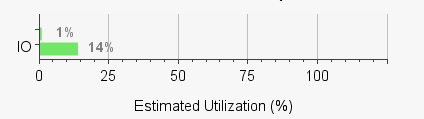 1%
IO 14%
0 25 50 75 100
Estimated Utilization (%)